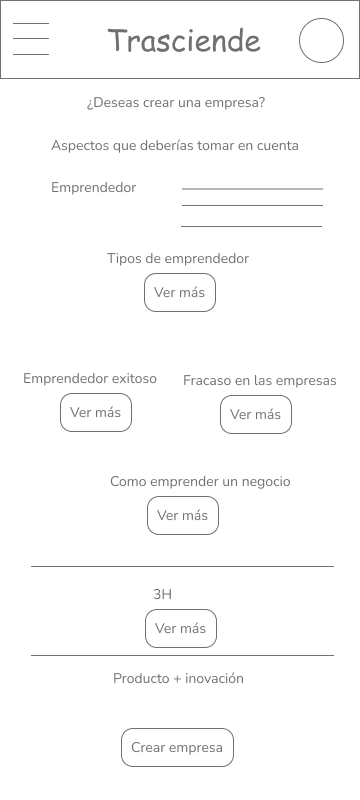 Trasciende
¿Deseas crear una empresa?
Aspectos que deberías tomar en cuenta
Emprendedor
Tipos de emprendedor
Ver más
Emprendedor exitoso
Ver más
Fracaso en las empresas
Ver más
Como emprender un negocio
Ver más
3H
Ver más
Producto + inovación
Crear empresa